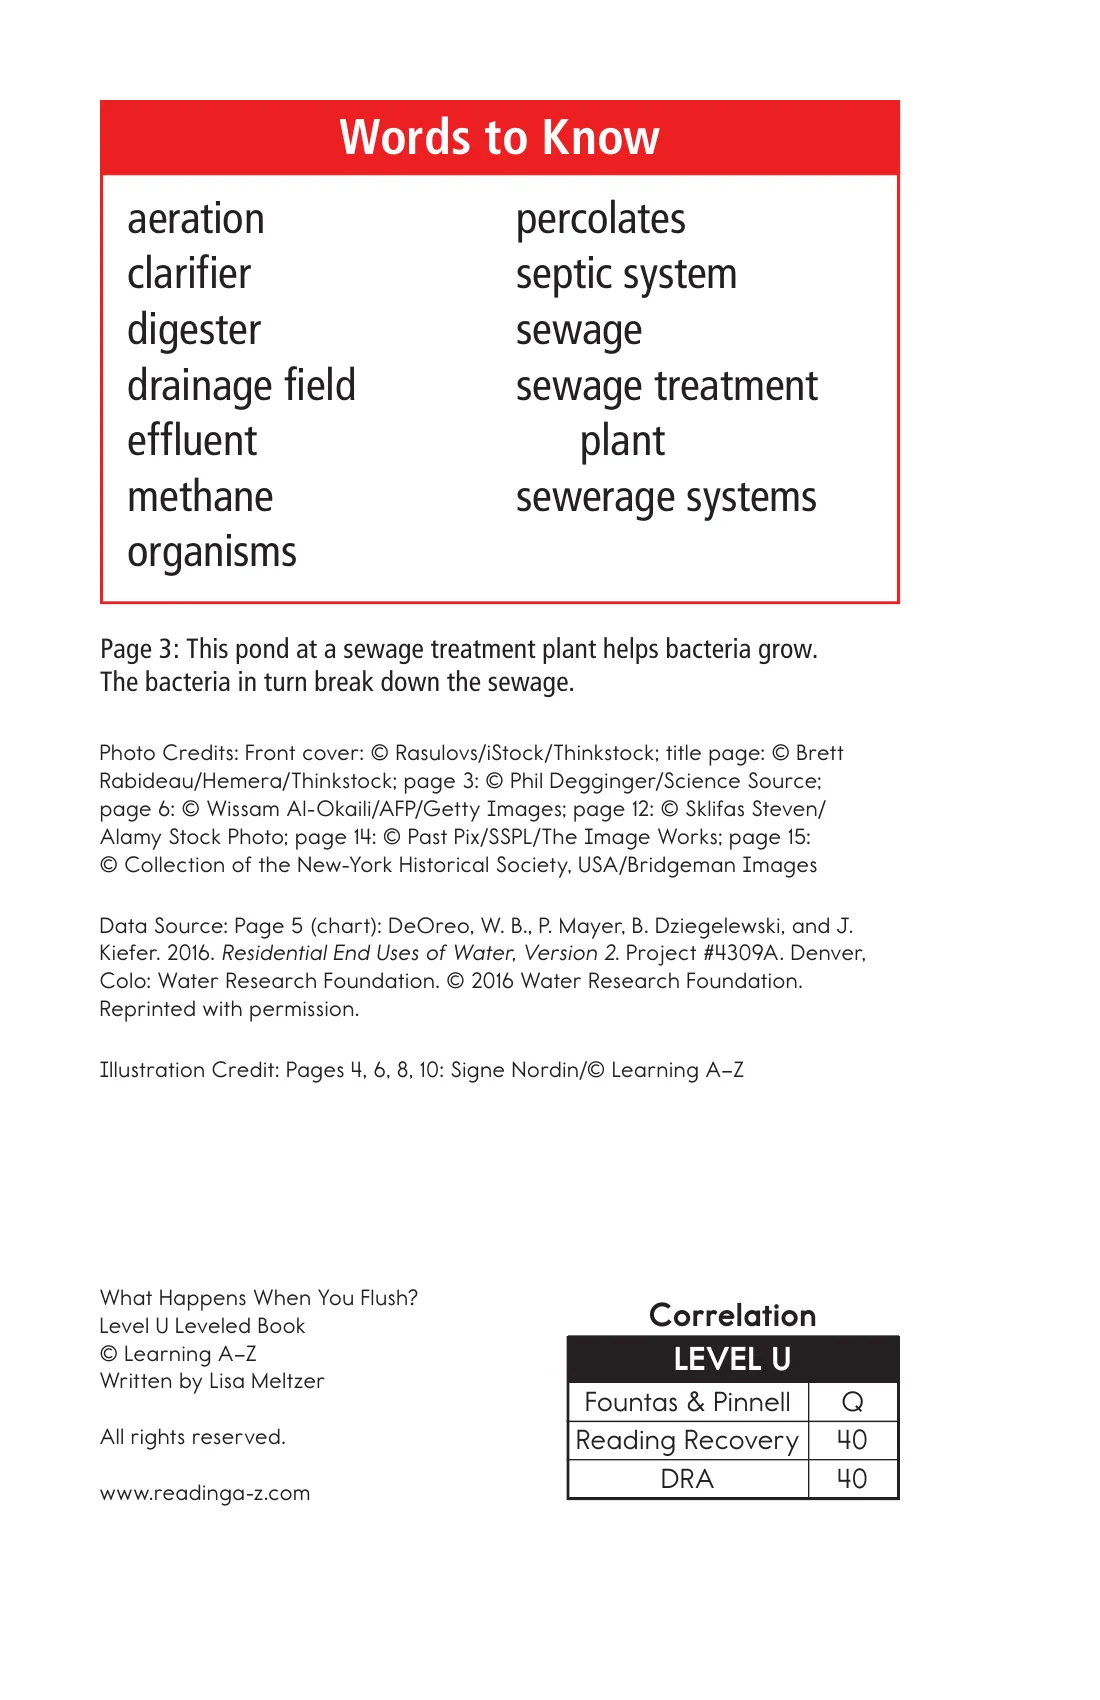 Words to Know
aeration
clarifier
digester
drainage field
effluent
methane
organisms
percolates
septic system
sewage
sewage treatment
plant
sewerage systems
Page 3: This pond at a sewage treatment plant helps bacteria grow.
The bacteria in turn break down the sewage.
Photo Credits: Front cover: © Rasulovs/iStock/Thinkstock; title page: © Brett
Rabideau/Hemera/Thinkstock; page 3: © Phil Degginger/Science Source;
page 6: © Wissam Al-Okaili/AFP/Getty Images; page 12: © Sklifas Steven/
Alamy Stock Photo; page 14: © Past Pix/SSPL/The Image Works; page 15:
© Collection of the New-York Historical Society, USA/Bridgeman Images
Data Source: Page 5 (chart): DeOreo, W. B., P. Mayer, B. Dziegelewski, and J.
Kiefer. 2016. Residential End Uses of Water, Version 2. Project #4309A. Denver,
Colo: Water Research Foundation. © 2016 Water Research Foundation.
Reprinted with permission.
Illustration Credit: Pages 4, 6, 8, 10: Signe Nordin/© Learning A–Z
What Happens When You Flush?
Level U Leveled Book
© Learning A–Z
Written by Lisa Meltzer
All rights reserved.
www.readinga-z.com
Correlation
LEVEL U
Fountas & Pinnell Q
Reading Recovery 40
DRA 40